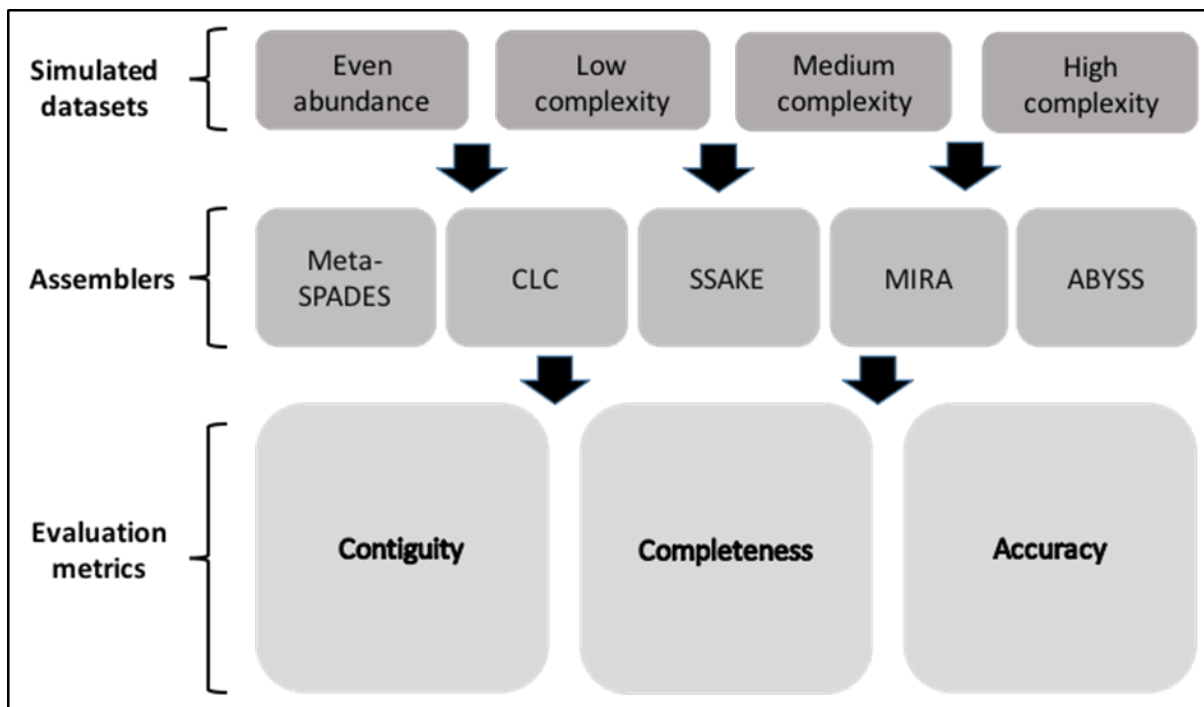 Simulated
datasets
Even
abundance
Low
complexity
Medium
complexity
High
complexity
Assemblers
Meta-
SPADES
CLC
SSAKE
MIRA
ABYSS
Evaluation
metrics
Contiguity
Completeness
Accuracy